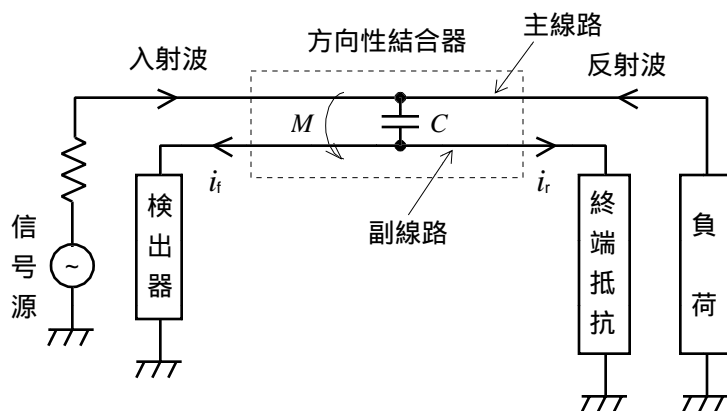 主線路
方向性結合器
入射波
反射波
M
C
i_f
i_r
検出器
副線路
終端抵抗
負荷
信号源
~